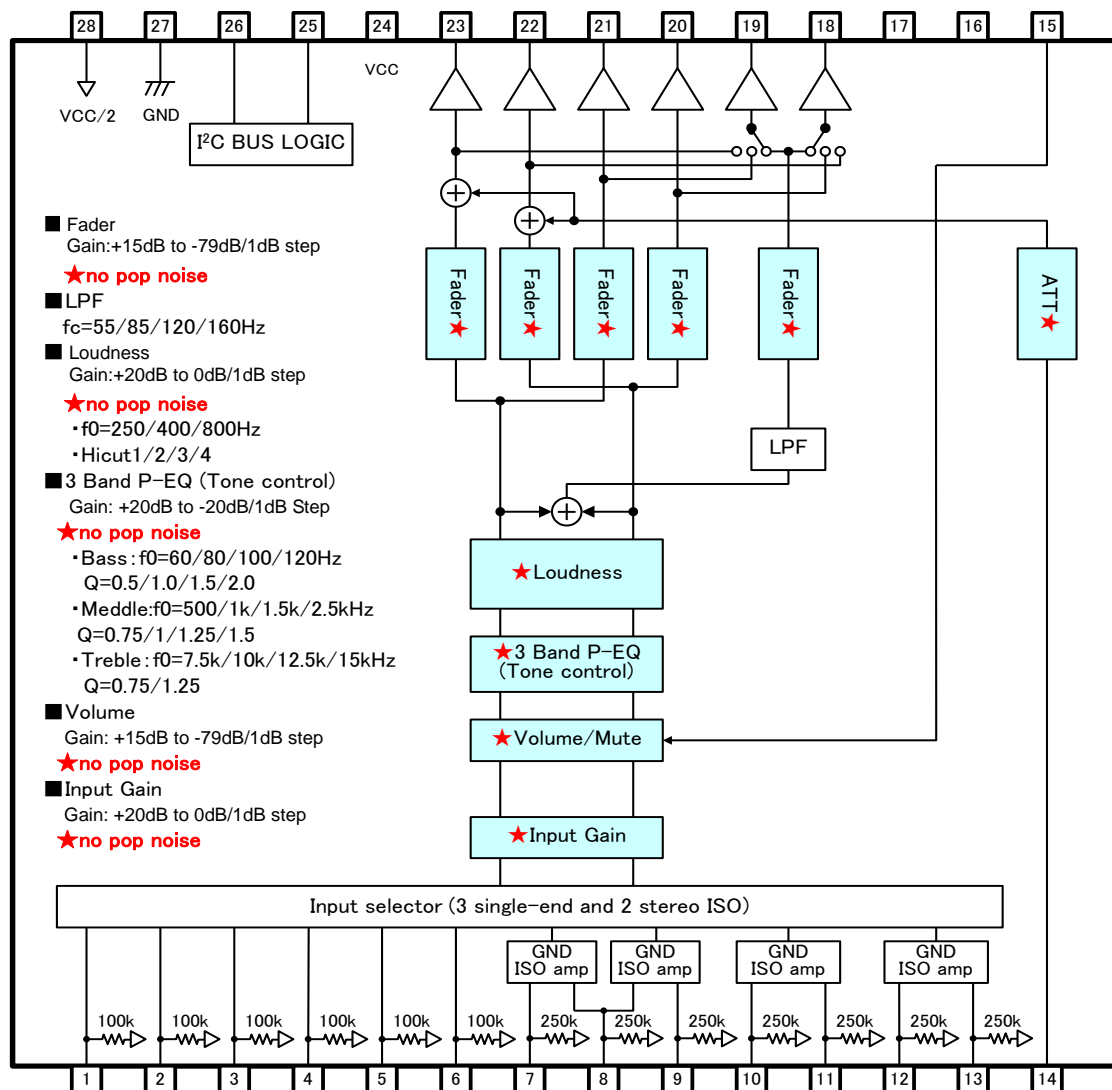 28 27 26 25 24 23 22 21 20 19 18 17 16 15
VCC
VCC/2 GND
I²C BUS LOGIC
■ Fader
Gain:+15dB to -79dB/1dB step
★no pop noise
■LPF
fc=55/85/120/160Hz
■ Loudness
Gain:+20dB to 0dB/1dB step
★no pop noise
・f0=250/400/800Hz
・Hicut1/2/3/4
■3 Band P-EQ (Tone control)
Gain: +20dB to -20dB/1dB Step
★no pop noise
・Bass:f0=60/80/100/120Hz
Q=0.5/1.0/1.5/2.0
・Meddle:f0=500/1k/1.5k/2.5kHz
Q=0.75/1/1.25/1.5
・Treble:f0=7.5k/10k/12.5k/15kHz
Q=0.75/1.25
■Volume
Gain: +15dB to -79dB/1dB step
★no pop noise
■Input Gain
Gain: +20dB to 0dB/1dB step
★no pop noise
Fader★
Fader★
Fader★
Fader★
Fader★
ATT★
LPF
★Loudness
★3 Band P-EQ
(Tone control)
★Volume/Mute
★Input Gain
Input selector (3 single-end and 2 stereo ISO)
GND
ISO amp
GND
ISO amp
GND
ISO amp
GND
ISO amp
100k 100k 100k 100k 100k 100k 250k 250k 250k 250k 250k 250k 250k
1 2 3 4 5 6 7 8 9 10 11 12 13 14